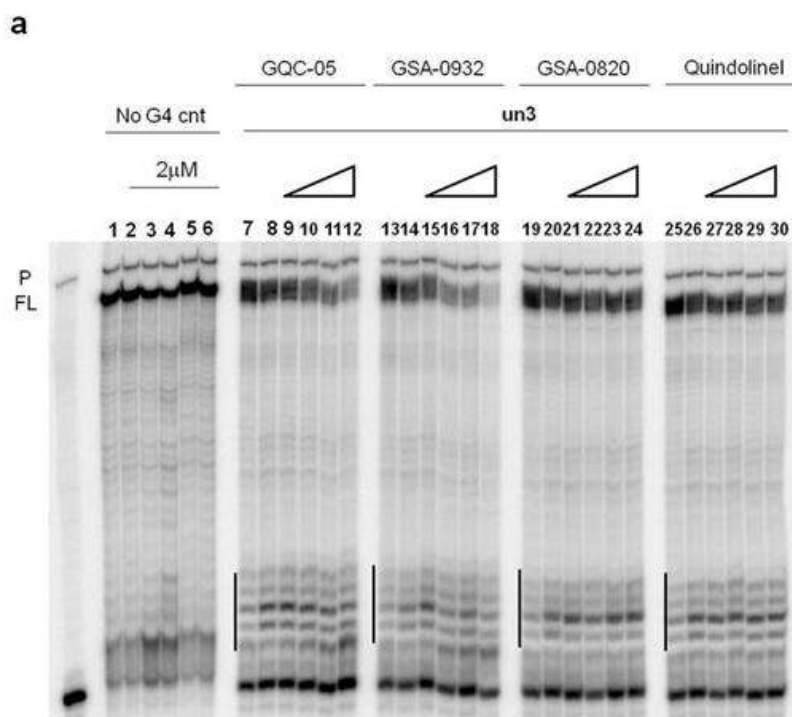 a
GQC-05 GSA-0932 GSA-0820 Quindolinel
No G4 cnt un3
2μM
1 2 3 4 5 6 7 8 9 10 11 12 13 14 15 16 17 18 19 20 21 22 23 24 25 26 27 28 29 30
P
FL